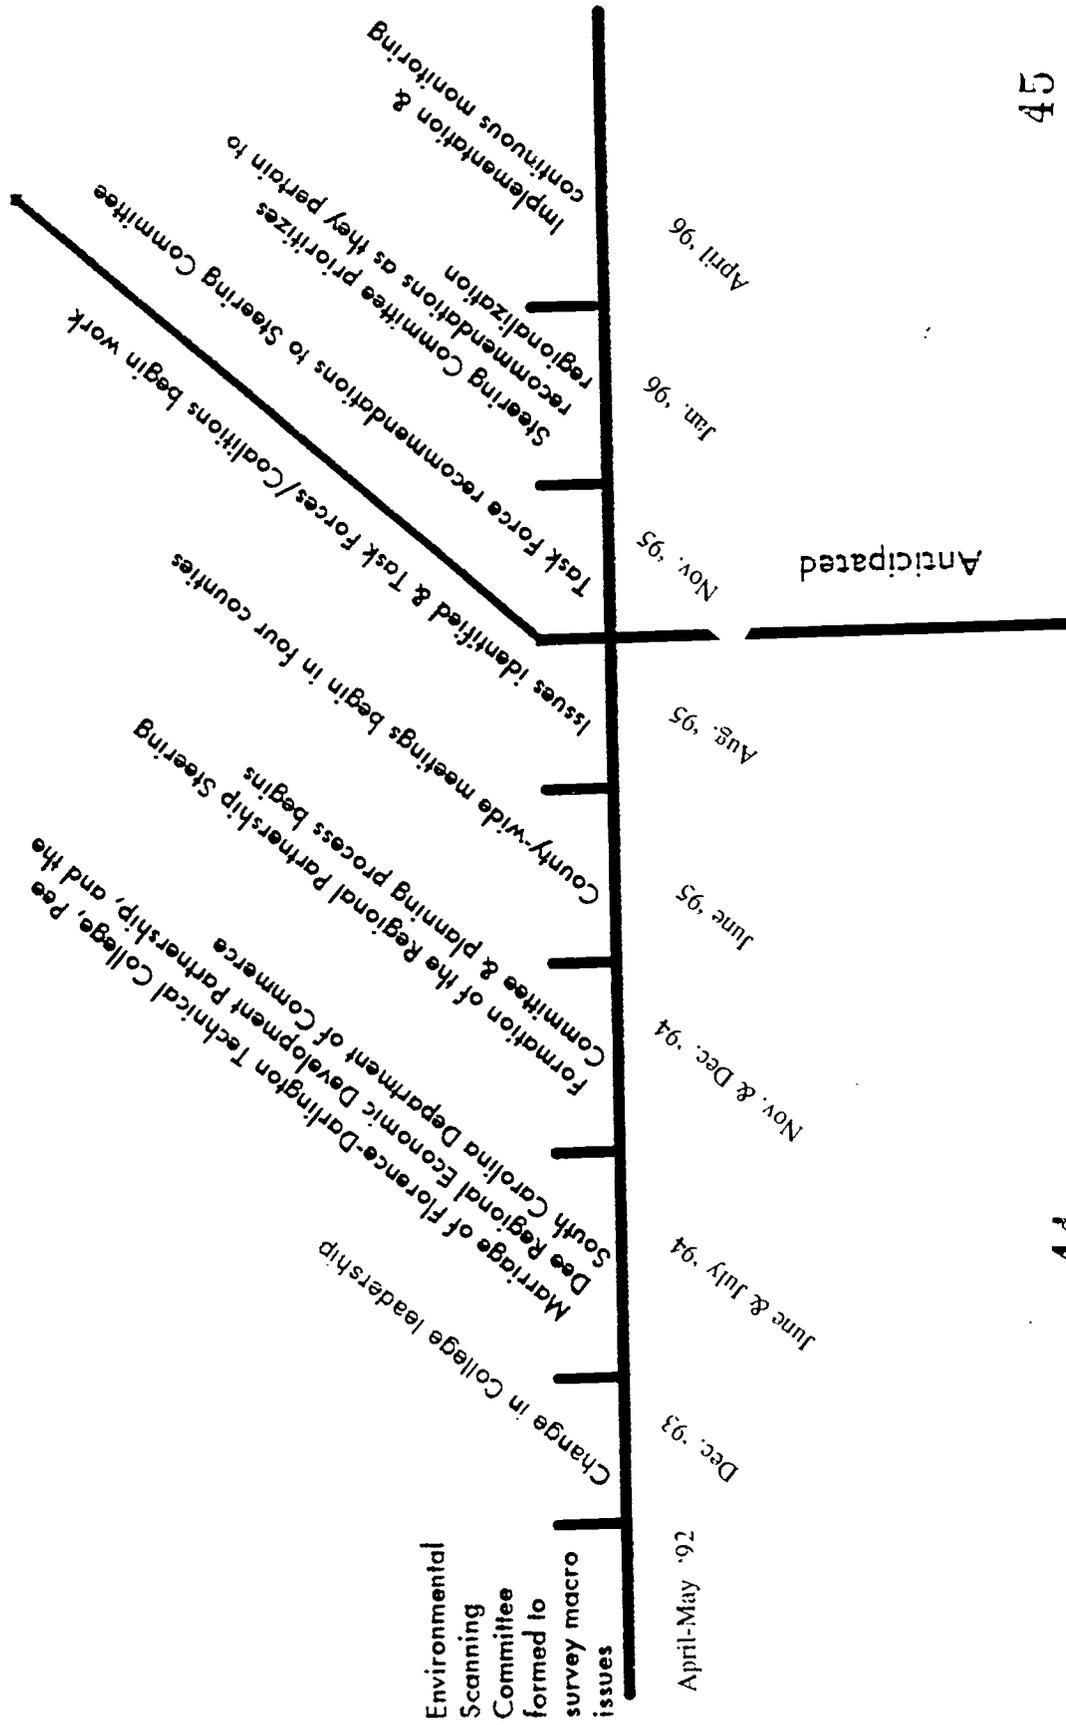 Environmental
Scanning
Committee
formed to
survey macro
issues
April-May '92
Change in College leadership
Dec. '93
Marriage of Florence-Darlington Technical College, Pee
Dee Regional Economic Development Partnership, and the
South Carolina Department of Commerce
June & July '94
Formation of the Regional Partnership Steering
Committee & planning process begins
Nov. & Dec. '94
County-wide meetings begin in four counties
June '95
Issues identified & Task Forces/Coalitions begin work
Aug. '95
Task Force recommendations to Steering Committee
Nov. '95
Steering Committee prioritizes
recommendations as they pertain to
regionalization
Jan. '96
Implementation &
continuous monitoring
April '96
Anticipated
45